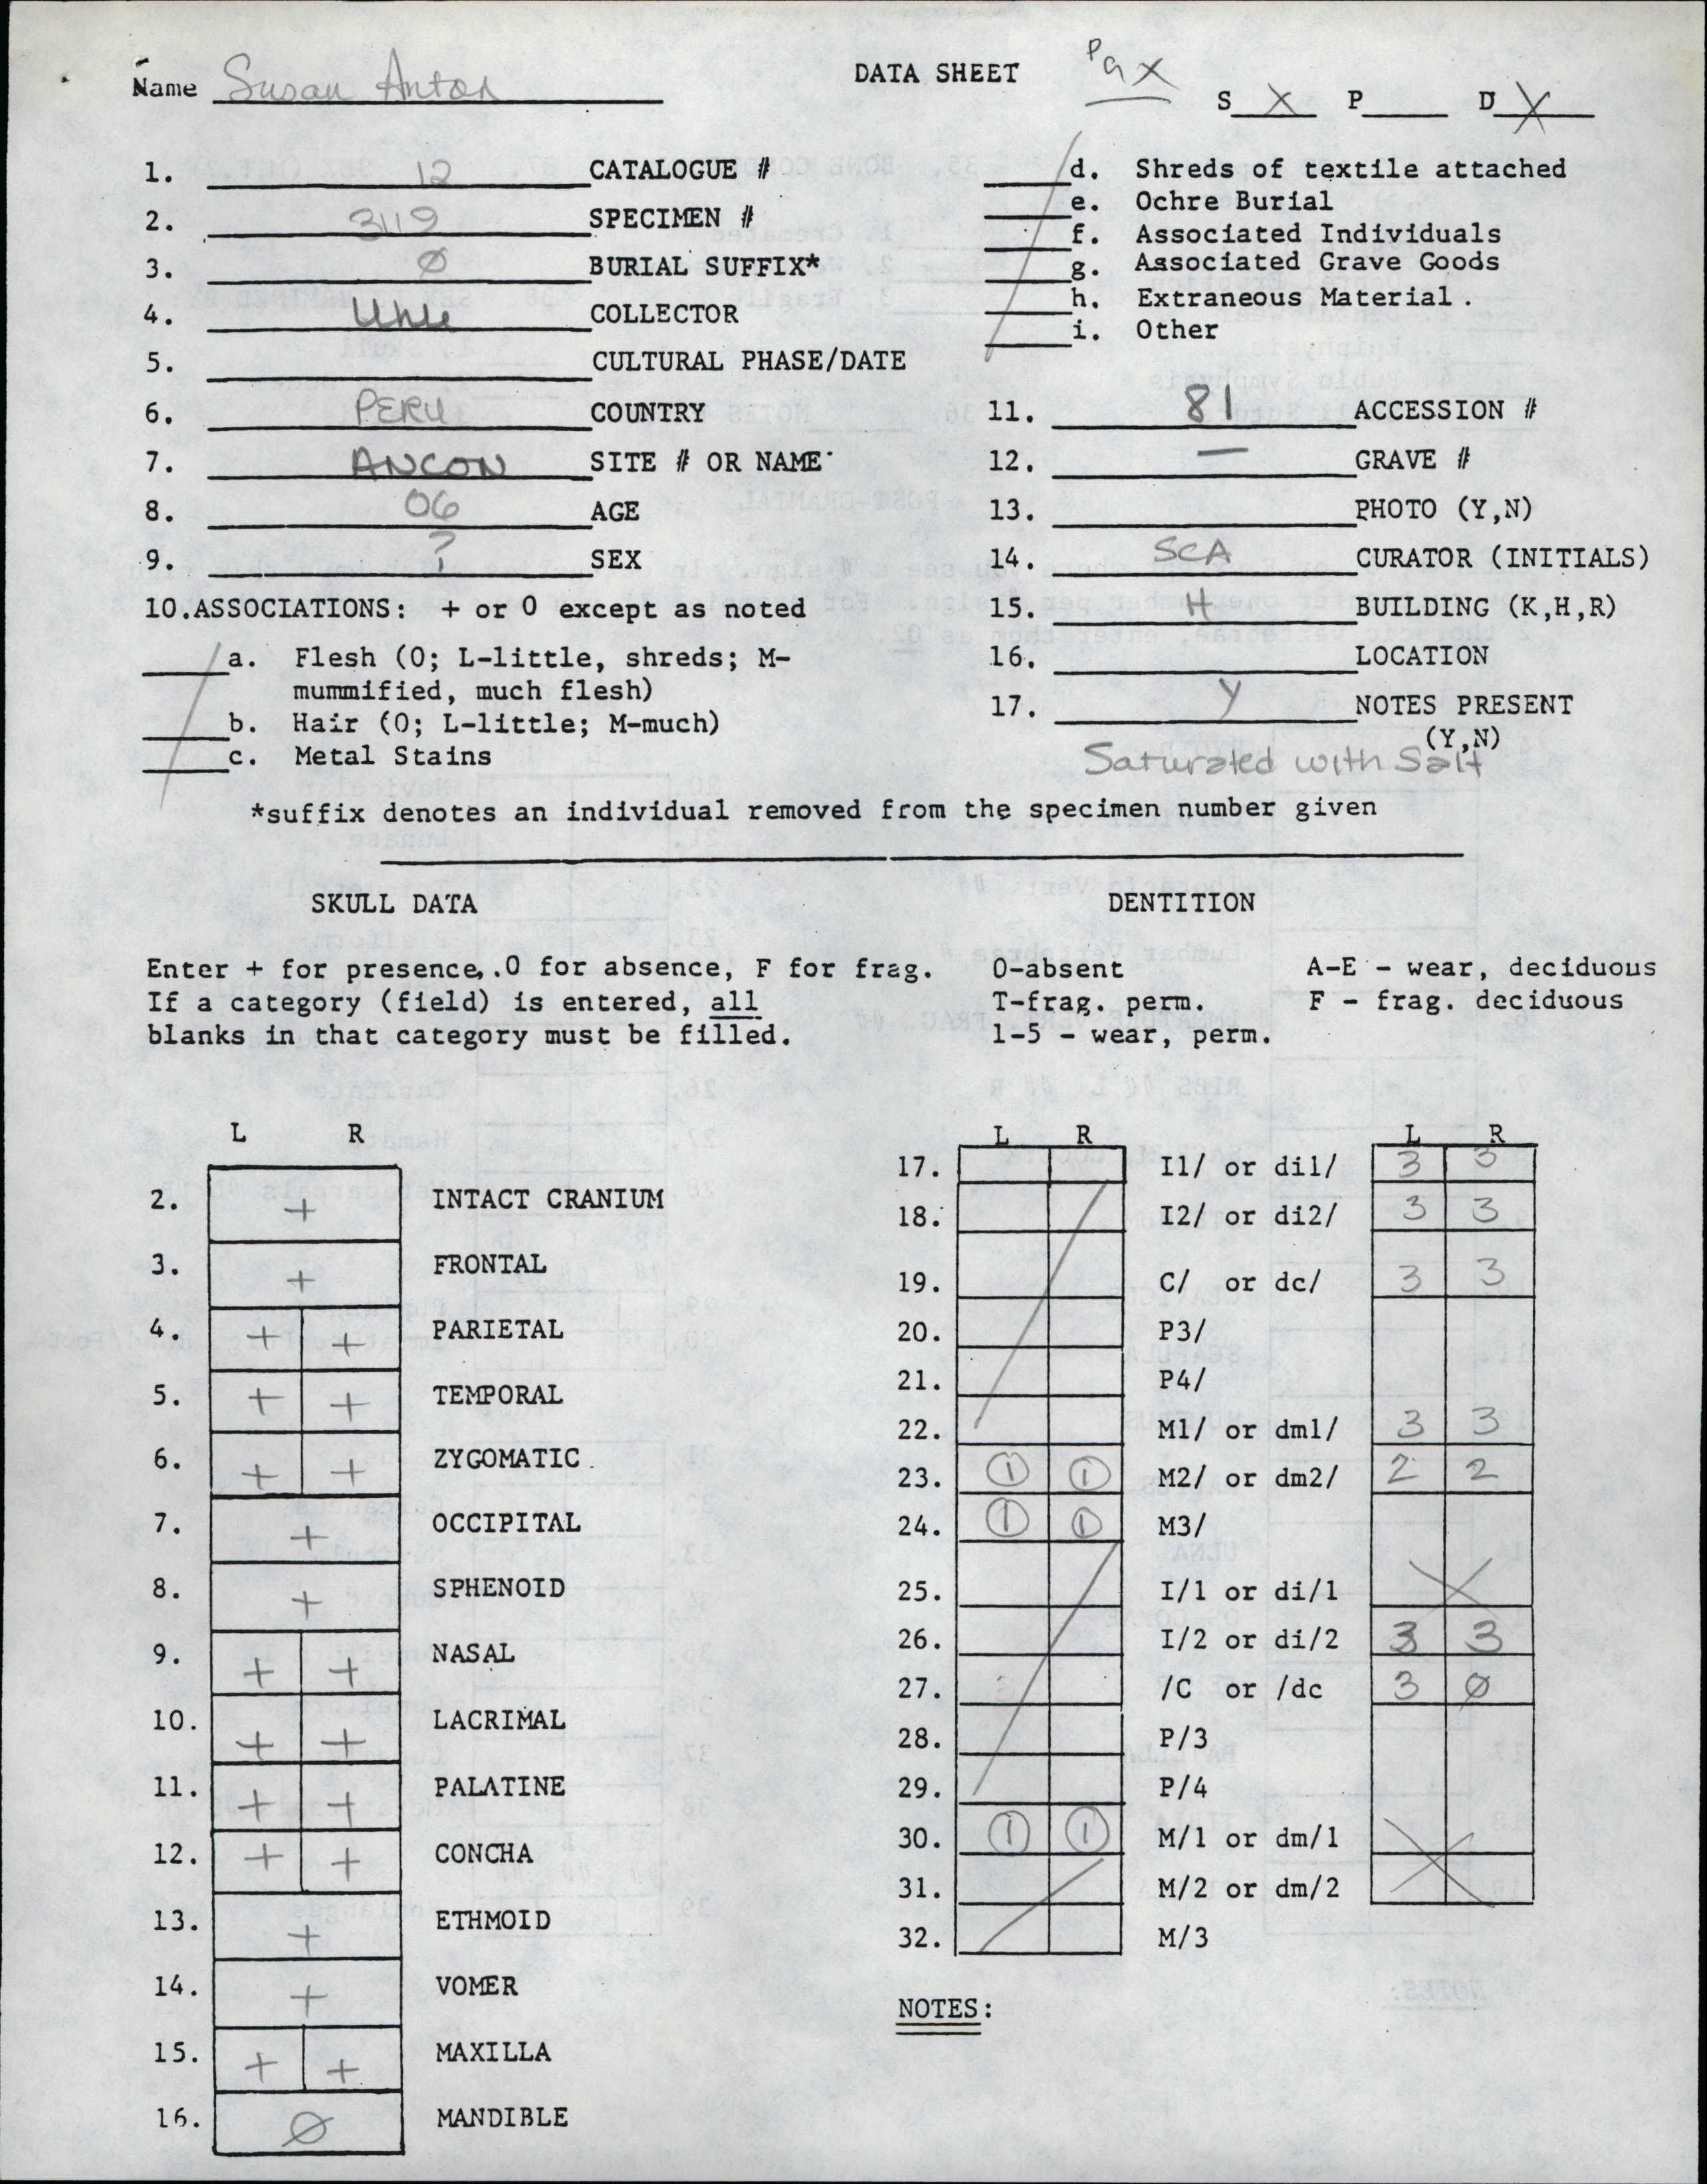 Name Susan Anton
DATA SHEET
Pax
S X P D X
1. 12 CATALOGUE #
2. 3119 SPECIMEN #
3. Ø BURIAL SUFFIX*
4. Uhle COLLECTOR
5. CULTURAL PHASE/DATE
6. PERU COUNTRY
7. ANCON SITE # OR NAME
8. 06 AGE
9. ? SEX
10.ASSOCIATIONS: + or 0 except as noted
a. Flesh (0; L-little, shreds; M-
mummified, much flesh)
b. Hair (0; L-little; M-much)
c. Metal Stains
d. Shreds of textile attached
e. Ochre Burial
f. Associated Individuals
g. Associated Grave Goods
h. Extraneous Material.
i. Other
11. 81 ACCESSION #
12. — GRAVE #
13. PHOTO (Y,N)
14. SCA CURATOR (INITIALS)
15. H BUILDING (K,H,R)
16. LOCATION
17. Y NOTES PRESENT
(Y,N)
Saturated with Salt
*suffix denotes an individual removed from the specimen number given
SKULL DATA
Enter + for presence, .0 for absence, F for frag.
If a category (field) is entered, all
blanks in that category must be filled.
L R
2. + INTACT CRANIUM
3. + FRONTAL
4. + + PARIETAL
5. + + TEMPORAL
6. + + ZYGOMATIC
7. + OCCIPITAL
8. + SPHENOID
9. + + NASAL
10. + + LACRIMAL
11. + + PALATINE
12. + + CONCHA
13. + ETHMOID
14. + VOMER
15. + + MAXILLA
16. Ø MANDIBLE
DENTITION
0-absent A-E - wear, deciduous
T-frag. perm. F - frag. deciduous
1-5 - wear, perm.
L R L R
17. I1/ or di1/ 3 3
18. I2/ or di2/ 3 3
19. C/ or dc/ 3 3
20. P3/
21. P4/
22. M1/ or dm1/ 3 3
23. ① ① M2/ or dm2/ 2 2
24. ① ① M3/
25. I/1 or di/1
26. I/2 or di/2 3 3
27. /C or /dc 3 Ø
28. P/3
29. P/4
30. ① ① M/1 or dm/1
31. M/2 or dm/2
32. M/3
NOTES: